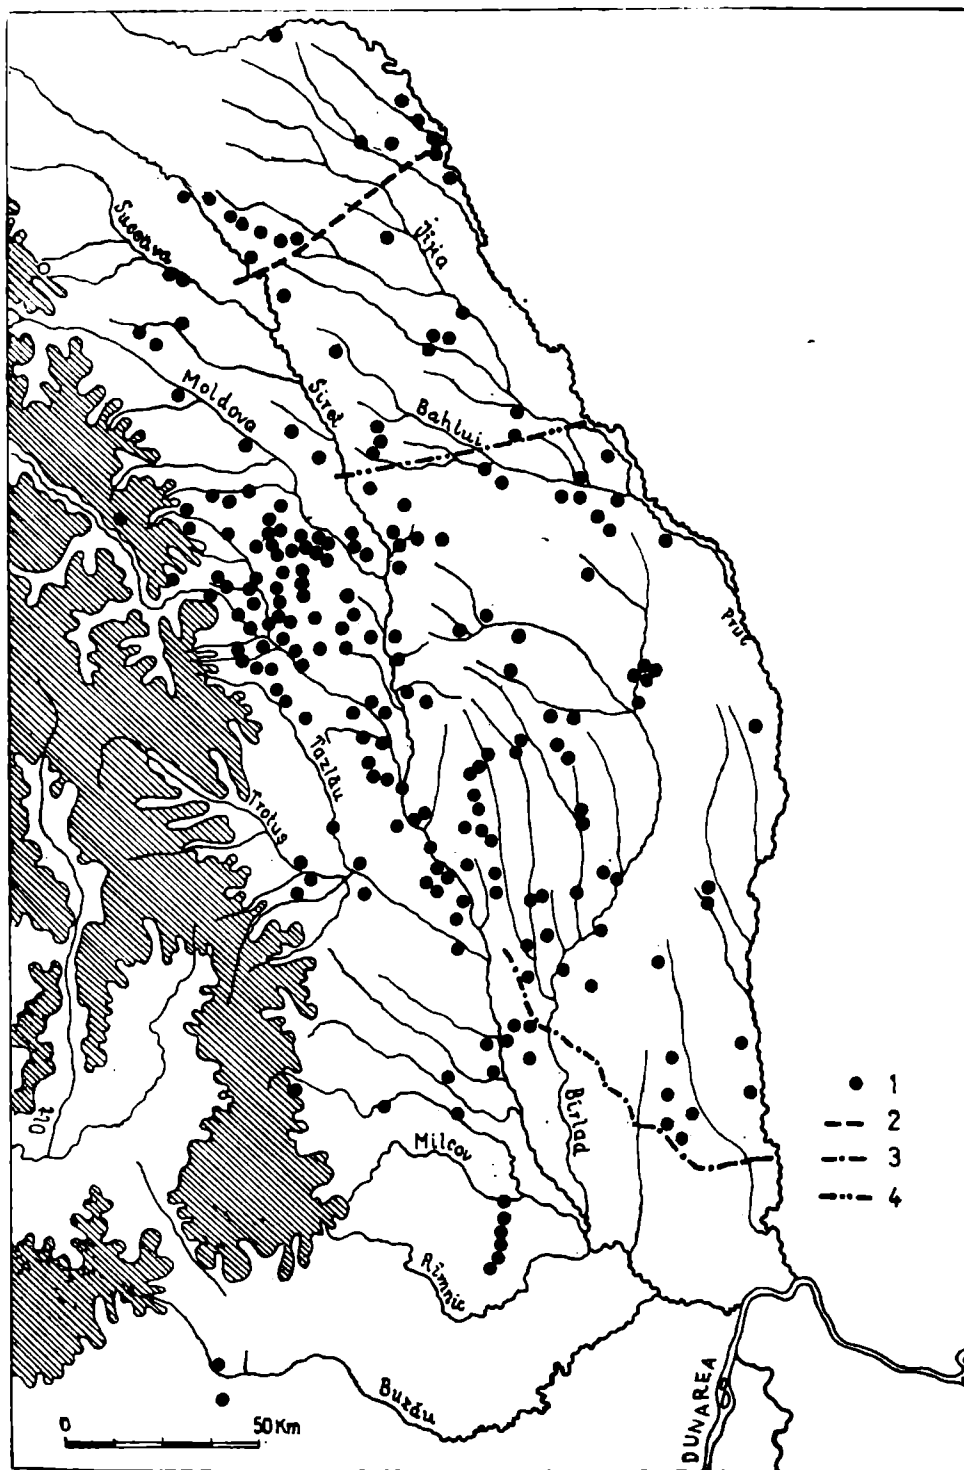 Suceava
Jijia
Moldova
Siret
Bahlui
Prut
Tazlău
Trotuș
Olt
Bîrlad
Milcov
Rîmnic
Buzău
DUNAREA
1
2
3
4
0 50 Km